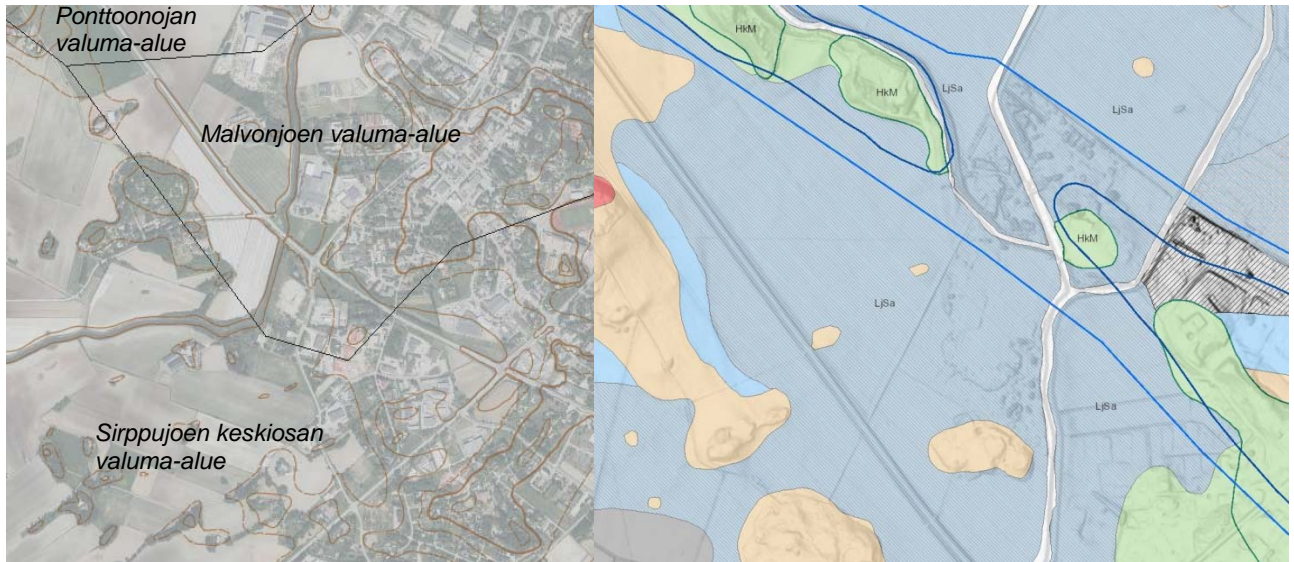 Ponttoonojan
valuma-alue
Malvonjoen valuma-alue
Sirppujoen keskiosan
valuma-alue
HkM
HkM
LjSa
LjSa
HkM
LjSa
LjSa